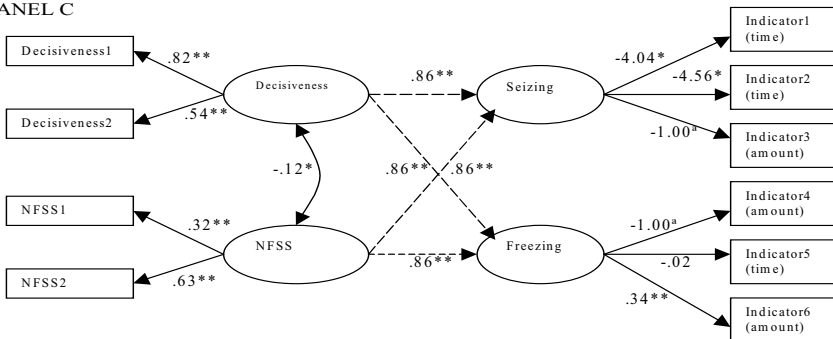 ANEL C
Decisiveness1
Decisiveness2
NFSS1
NFSS2
.82**
.54**
.32**
.63**
Decisiveness
NFSS
-.12*
.86**
.86**
.86**
.86**
Seizing
Freezing
-4.04*
-4.56*
-1.00ᵃ
-1.00ᵃ
-.02
.34**
Indicator1
(time)
Indicator2
(time)
Indicator3
(amount)
Indicator4
(amount)
Indicator5
(time)
Indicator6
(amount)